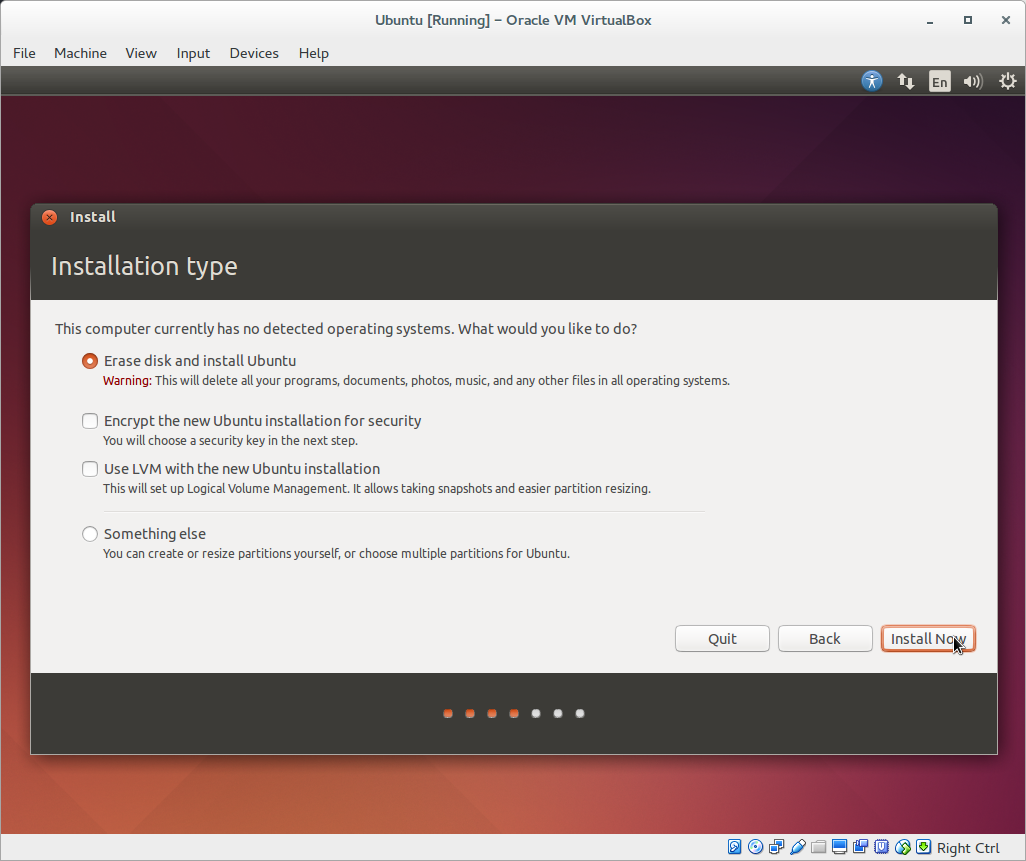 Ubuntu [Running] – Oracle VM VirtualBox
File Machine View Input Devices Help
En
Install
Installation type
This computer currently has no detected operating systems. What would you like to do?
Erase disk and install Ubuntu
Warning: This will delete all your programs, documents, photos, music, and any other files in all operating systems.
Encrypt the new Ubuntu installation for security
You will choose a security key in the next step.
Use LVM with the new Ubuntu installation
This will set up Logical Volume Management. It allows taking snapshots and easier partition resizing.
Something else
You can create or resize partitions yourself, or choose multiple partitions for Ubuntu.
Quit Back Install Now
Right Ctrl